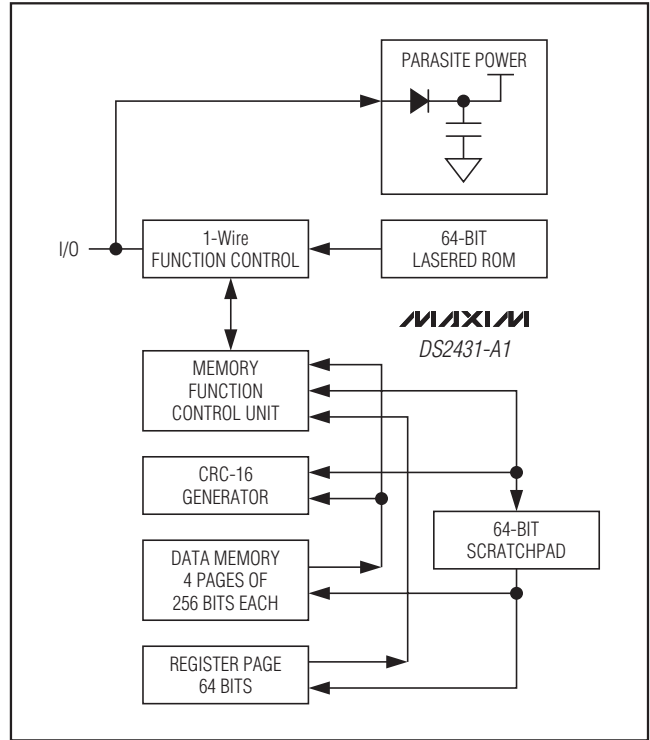 PARASITE POWER
I/O
1-Wire
FUNCTION CONTROL
64-BIT
LASERED ROM
MAXIM
DS2431-A1
MEMORY
FUNCTION
CONTROL UNIT
CRC-16
GENERATOR
64-BIT
SCRATCHPAD
DATA MEMORY
4 PAGES OF
256 BITS EACH
REGISTER PAGE
64 BITS